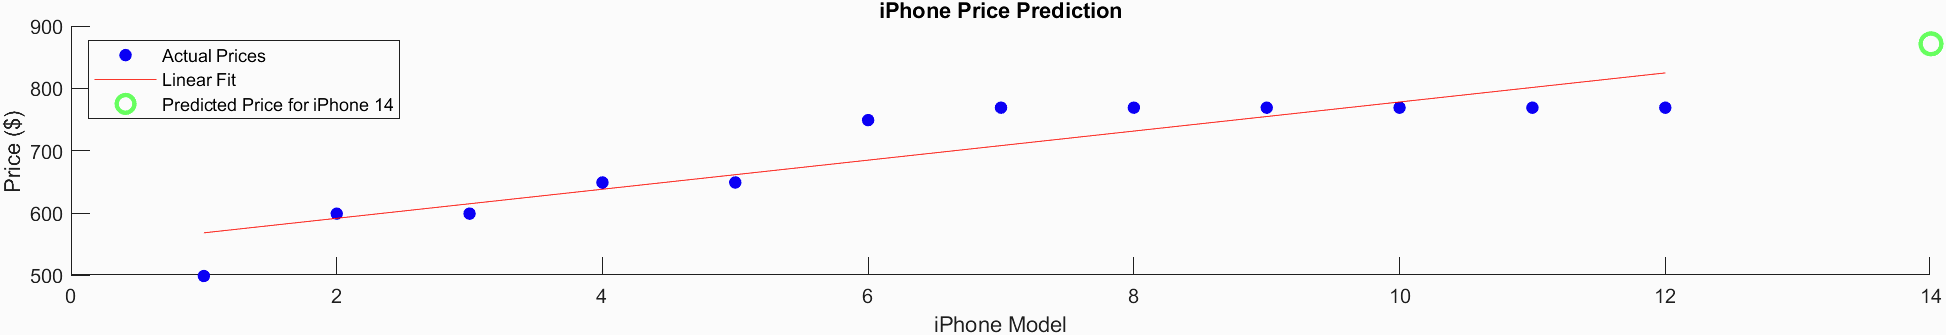 iPhone Price Prediction
900
800
700
600
500
Price ($)
Actual Prices
Linear Fit
Predicted Price for iPhone 14
0 2 4 6 8 10 12 14
iPhone Model